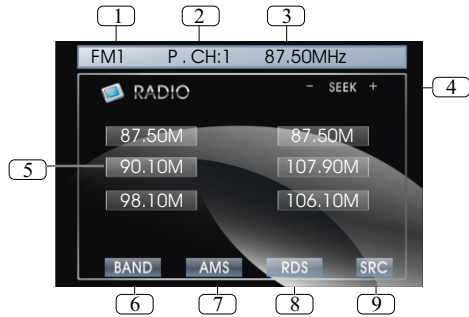 1 2 3
FM1 P . CH:1 87.50MHz
RADIO - SEEK + 4
87.50M 87.50M
5 90.10M 107.90M
98.10M 106.10M
BAND AMS RDS SRC
6 7 8 9